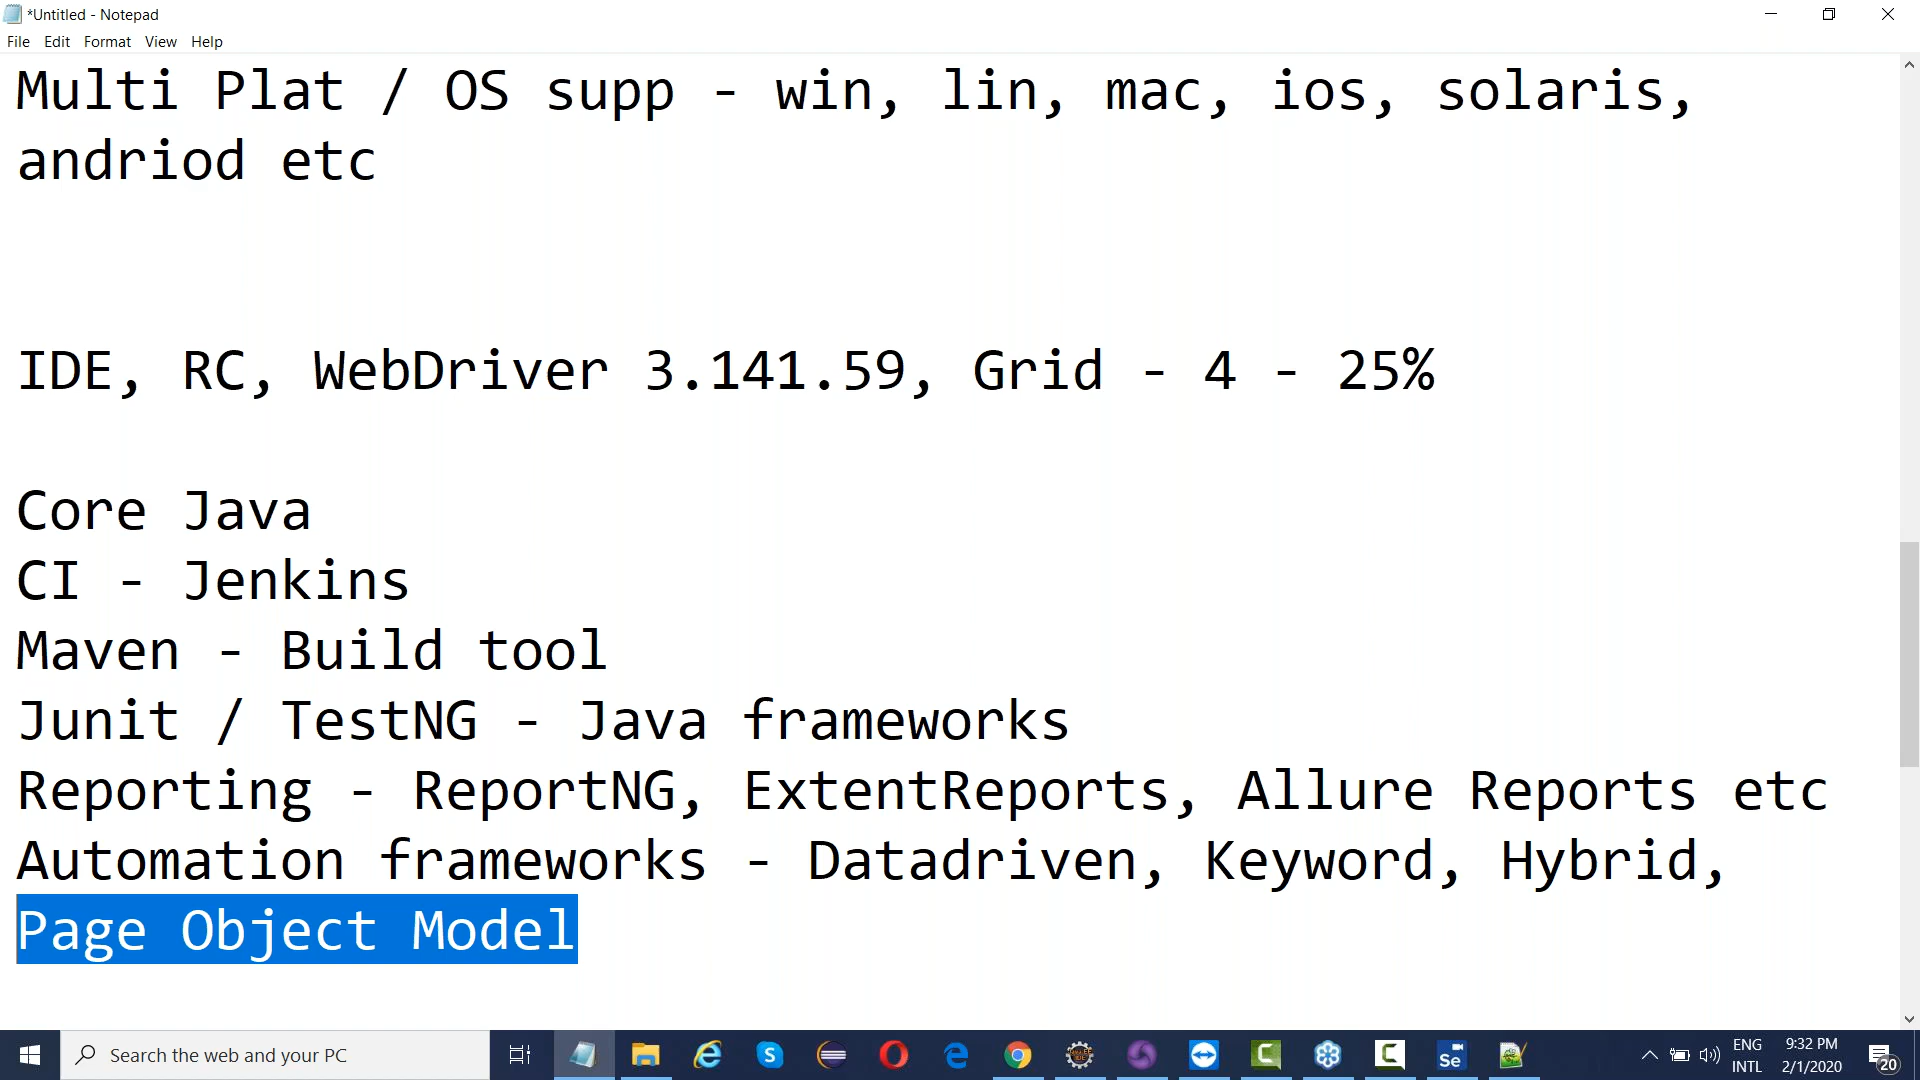 *Untitled - Notepad
File Edit Format View Help
Multi Plat / OS supp - win, lin, mac, ios, solaris,
andriod etc
IDE, RC, WebDriver 3.141.59, Grid - 4 - 25%
Core Java
CI - Jenkins
Maven - Build tool
Junit / TestNG - Java frameworks
Reporting - ReportNG, ExtentReports, Allure Reports etc
Automation frameworks - Datadriven, Keyword, Hybrid,
Page Object Model
Search the web and your PC
Se
ENG
INTL
9:32 PM
2/1/2020
20